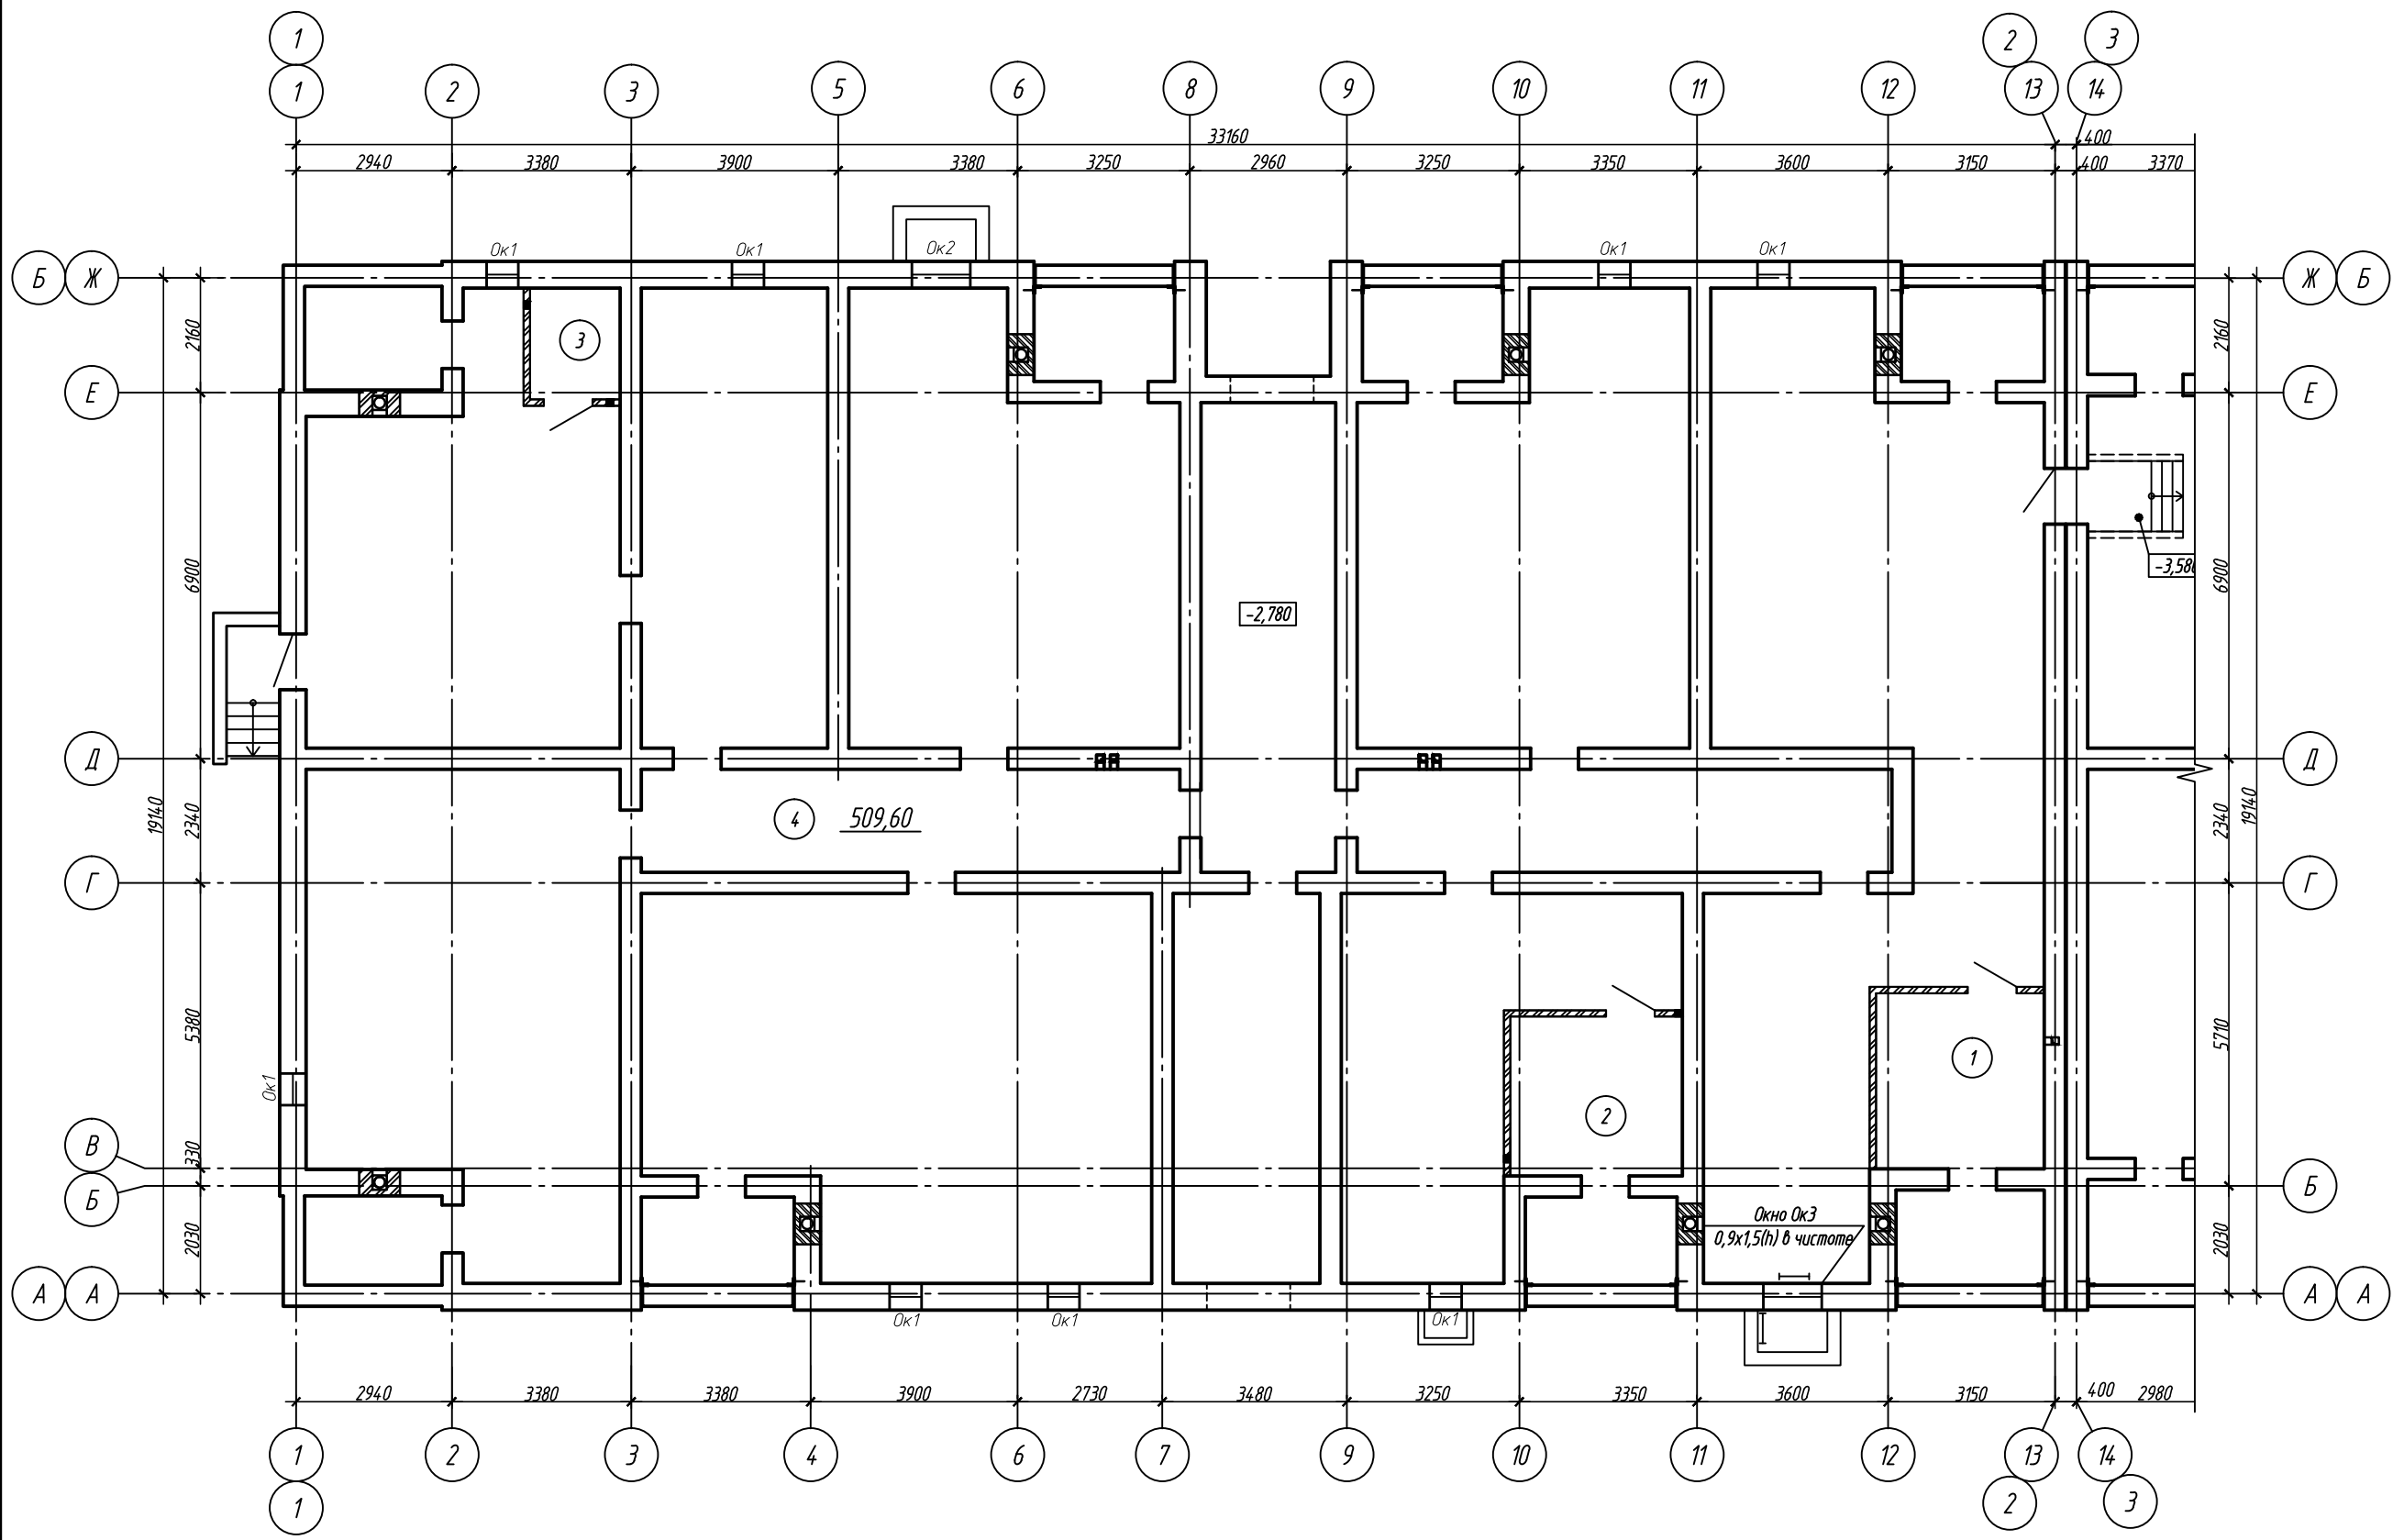 1
2
3
1
2
3
5
6
8
9
10
11
12
13
14
33160
400
2940
3380
3900
3380
3250
2960
3250
3350
3600
3150
400
3370
Ок1
Ок1
Ок2
Ок1
Ок1
Б
Ж
Ж
Б
2160
3
2160
Е
Е
6900
-2,780
-3,58
6900
Д
Д
19140
2340
4
509,60
2340
19140
Г
Г
5380
5710
1
Ок1
2
В
330
Б
Б
2030
Окно Ок3
0,9х1,5(h) в чистоте
2030
А
А
А
А
Ок1
Ок1
Ок1
2940
3380
3380
3900
2730
3480
3250
3350
3600
3150
400
2980
1
2
3
4
6
7
9
10
11
12
13
14
1
2
3